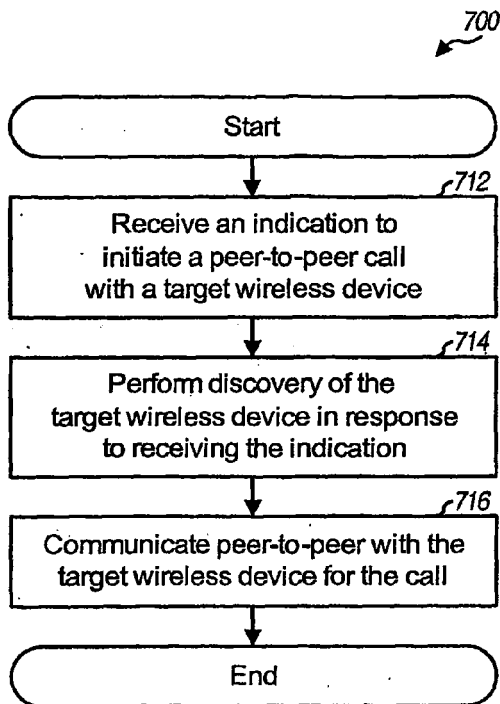 700
Start
712
Receive an indication to
initiate a peer-to-peer call
with a target wireless device
714
Perform discovery of the
target wireless device in response
to receiving the indication
716
Communicate peer-to-peer with the
target wireless device for the call
End